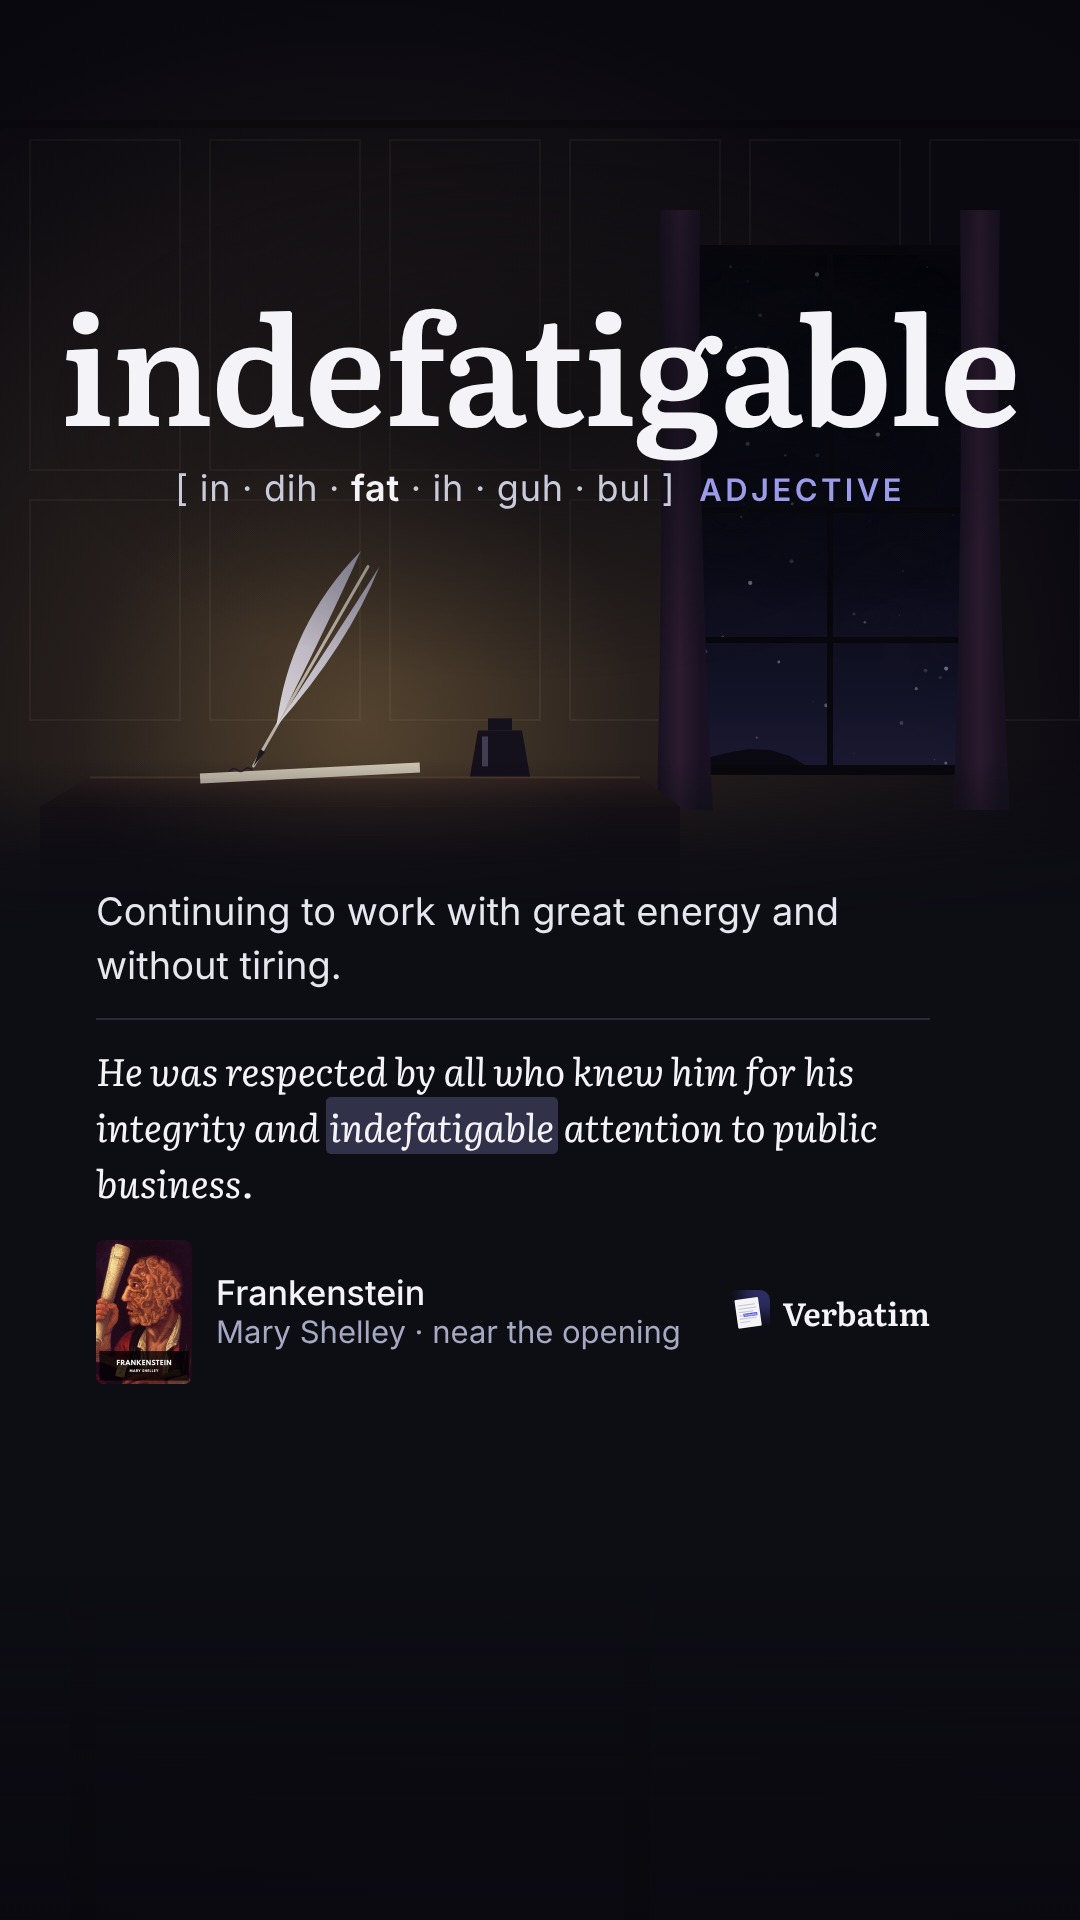 indefatigable
[ in · dih · fat · ih · guh · bul ] ADJECTIVE
Continuing to work with great energy and
without tiring.
He was respected by all who knew him for his
integrity and indefatigable attention to public
business.
FRANKENSTEIN
MARY SHELLEY
Frankenstein
Mary Shelley · near the opening
Verbatim